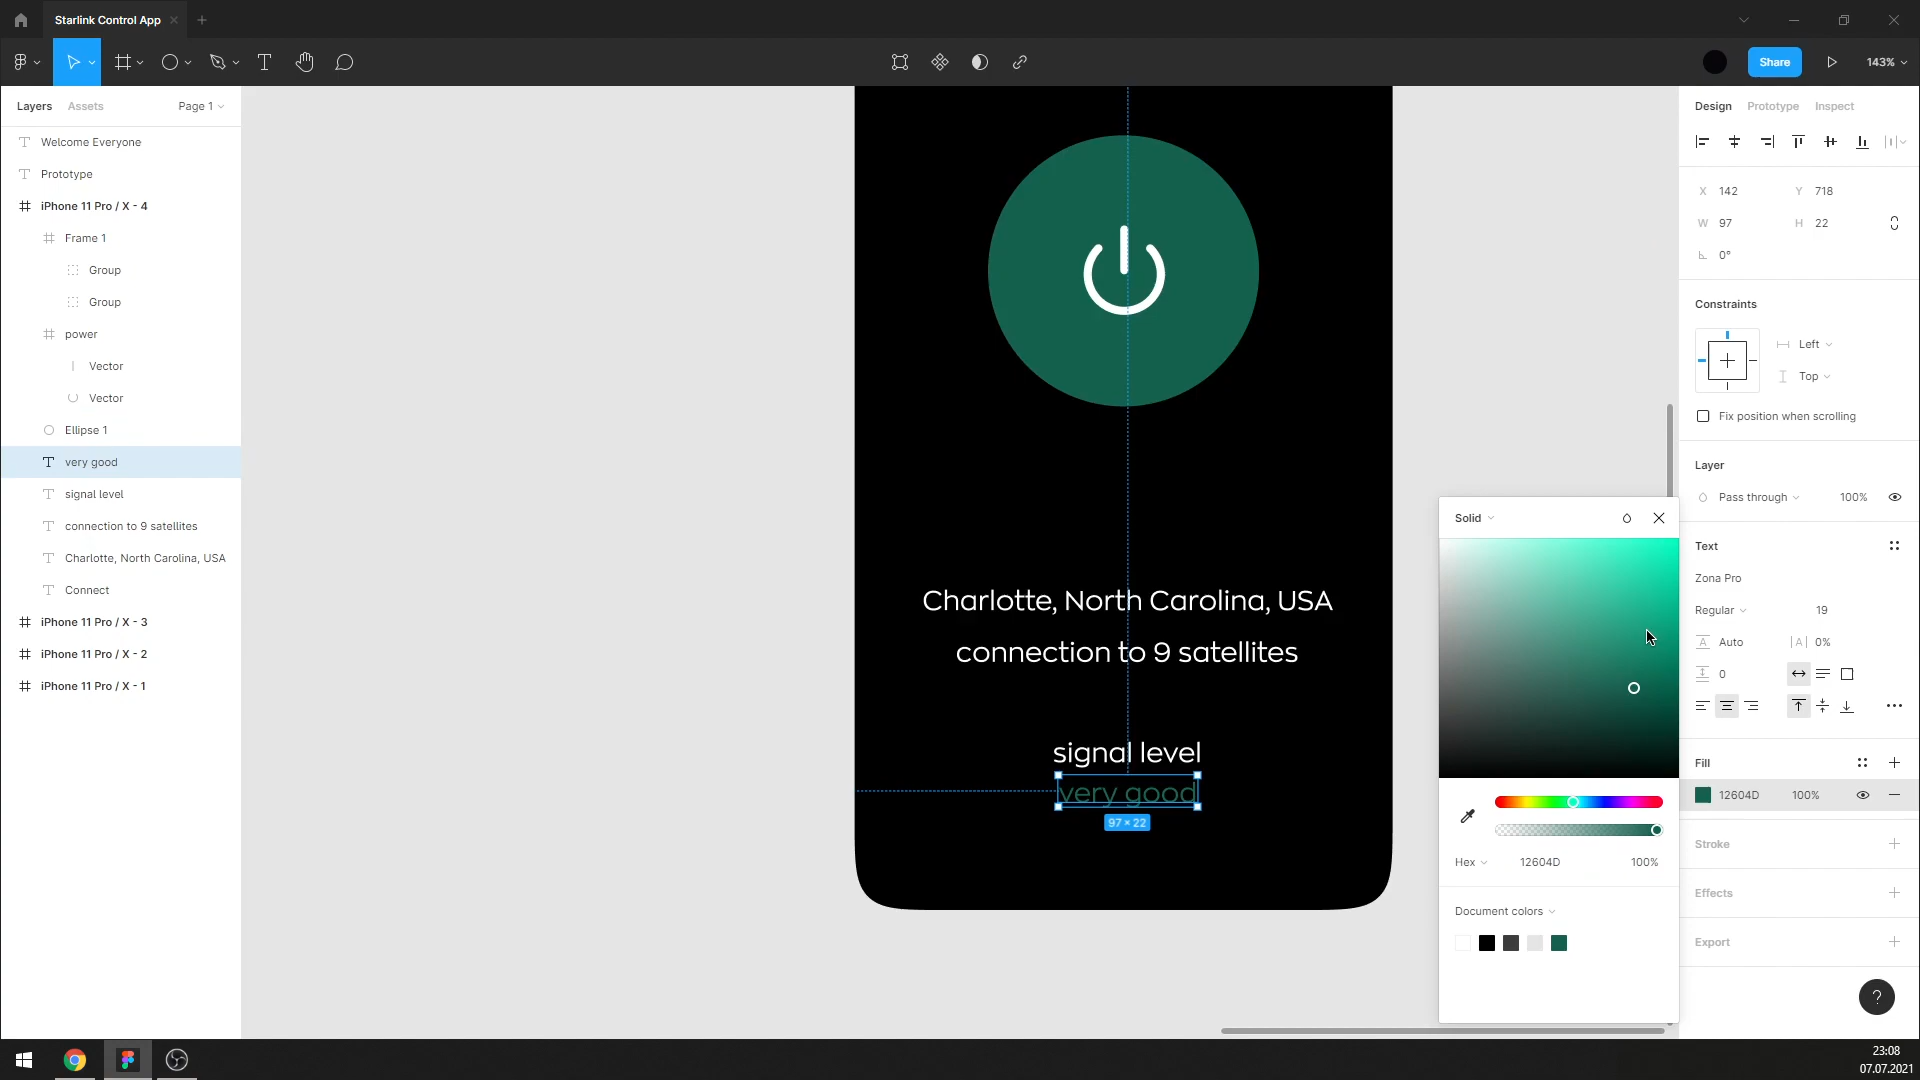 Starlink Control App
Share
143%
Layers
Assets
Page 1
Welcome Everyone
Prototype
iPhone 11 Pro / X - 4
Frame 1
Group
Group
power
Vector
Vector
Ellipse 1
very good
signal level
connection to 9 satellites
Charlotte, North Carolina, USA
Connect
iPhone 11 Pro / X - 3
iPhone 11 Pro / X - 2
iPhone 11 Pro / X - 1
Charlotte, North Carolina, USA
connection to 9 satellites
signal level
very good
97 × 22
Solid
Hex
12604D
100%
Document colors
Design
Prototype
Inspect
X 142
Y 718
W 97
H 22
0°
Constraints
Left
Top
Fix position when scrolling
Layer
Pass through
100%
Text
Zona Pro
Regular
19
A Auto
|A| 0%
0
Fill
12604D
100%
Stroke
Effects
Export
?
23:08
07.07.2021